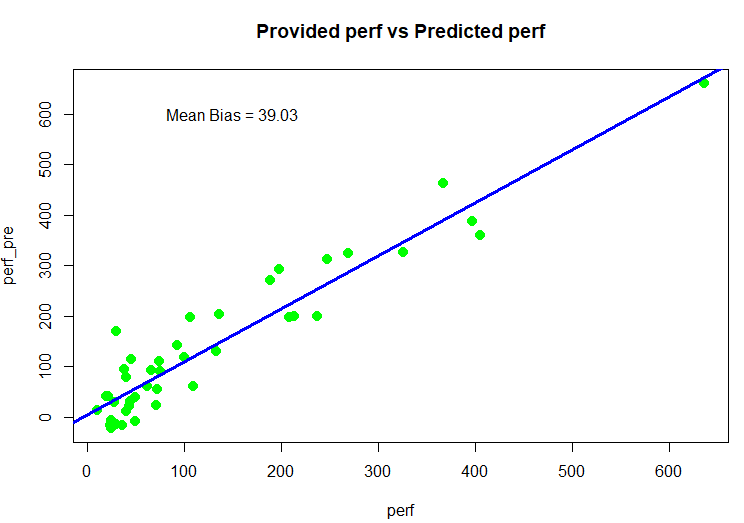 Provided perf vs Predicted perf
Mean Bias = 39.03
perf_pre
600
500
400
300
200
100
0
0 100 200 300 400 500 600
perf